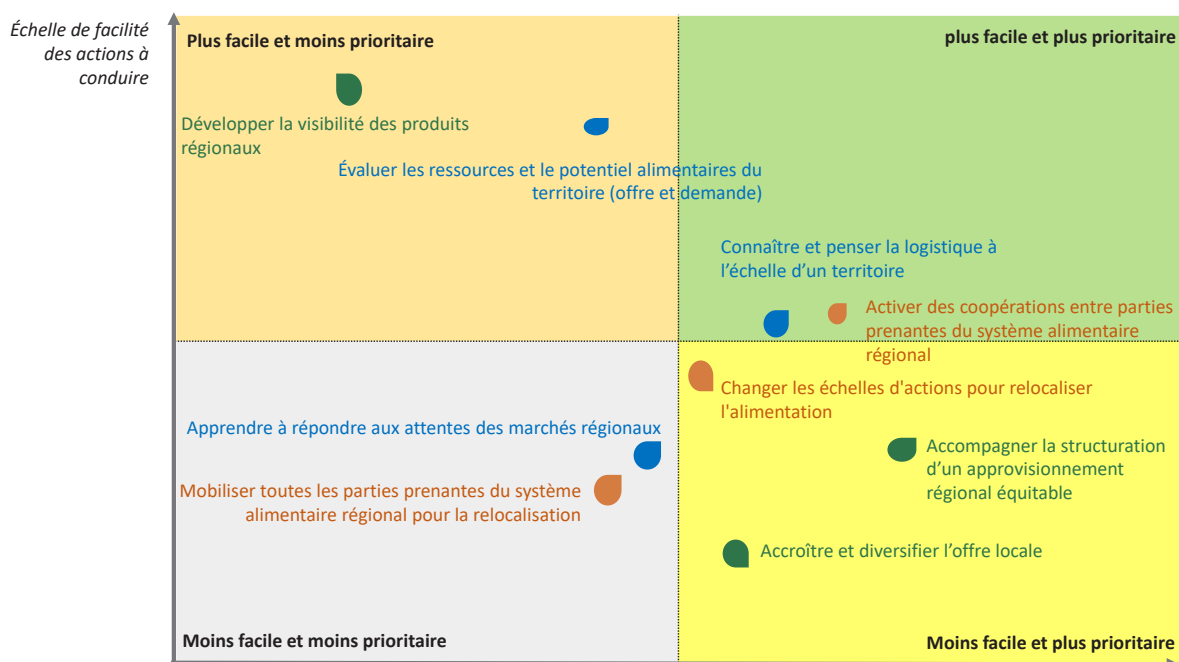 Échelle de facilité
des actions à
conduire
Plus facile et moins prioritaire
plus facile et plus prioritaire
Développer la visibilité des produits
régionaux
Évaluer les ressources et le potentiel alimentaires du
territoire (offre et demande)
Connaître et penser la logistique à
l’échelle d’un territoire
Activer des coopérations entre parties
prenantes du système alimentaire
régional
Changer les échelles d'actions pour relocaliser
l'alimentation
Apprendre à répondre aux attentes des marchés régionaux
Accompagner la structuration
d’un approvisionnement
régional équitable
Mobiliser toutes les parties prenantes du système
alimentaire régional pour la relocalisation
Accroître et diversifier l’offre locale
Moins facile et moins prioritaire
Moins facile et plus prioritaire